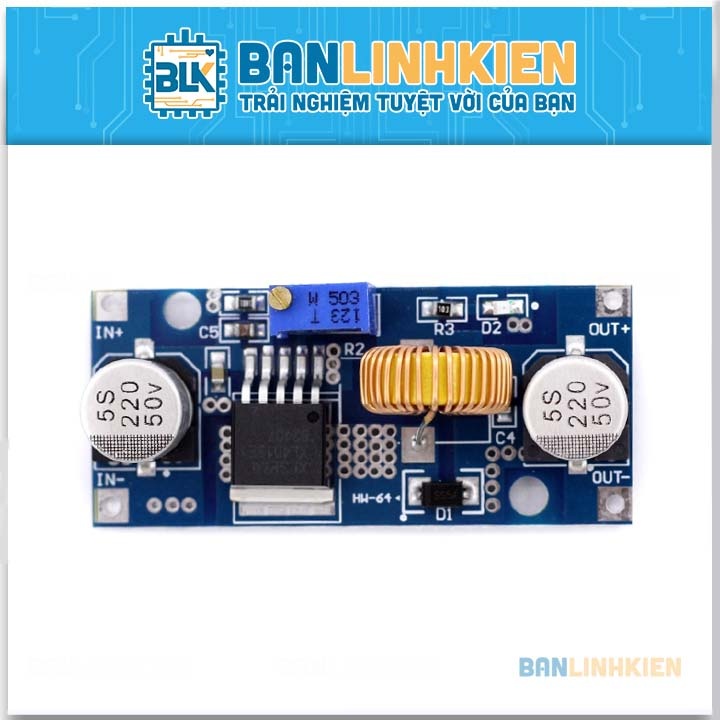 BLK
BANLINHKIEN
TRẢI NGHIỆM TUYỆT VỜI CỦA BẠN
IN+
C5
W 503
123 T
R2
103
R3
D2
OUT+
5S
220
50V
5S
220
50V
C4
IN-
HW-64
D1
OUT-
BANLINHKIEN